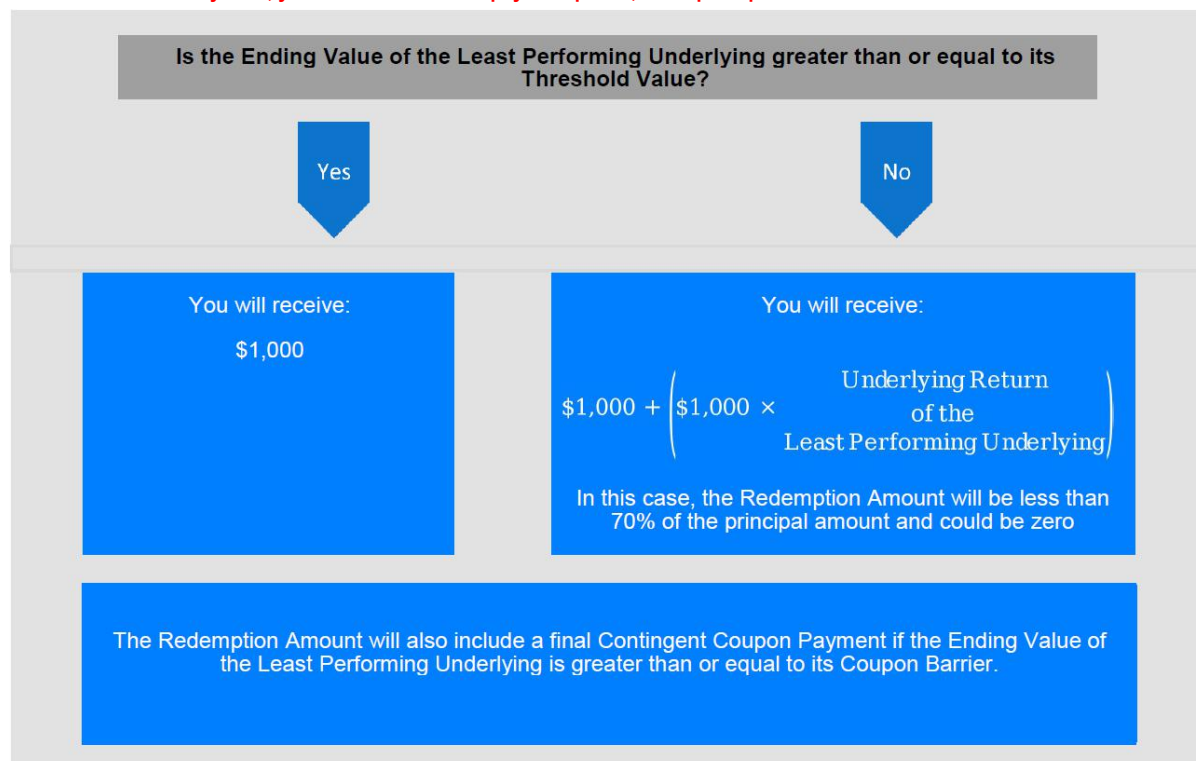 Is the Ending Value of the Least Performing Underlying greater than or equal to its
Threshold Value?
Yes
No
You will receive:
$1,000
You will receive:
$1,000 + ($1,000 × Underlying Return
of the
Least Performing Underlying)
In this case, the Redemption Amount will be less than
70% of the principal amount and could be zero
The Redemption Amount will also include a final Contingent Coupon Payment if the Ending Value of
the Least Performing Underlying is greater than or equal to its Coupon Barrier.